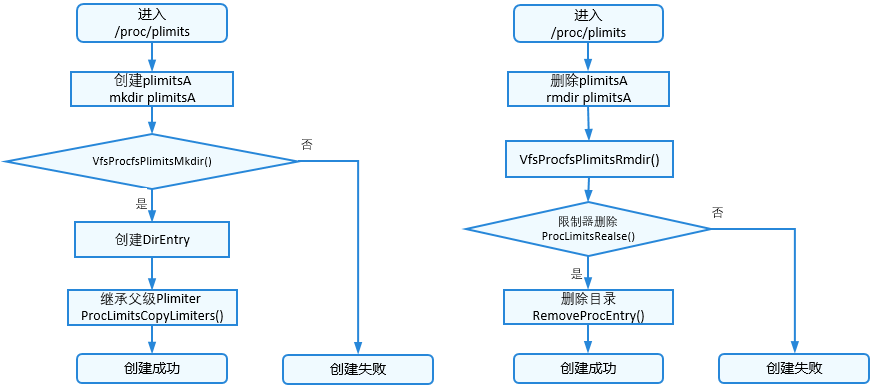 进入
/proc/plimits
创建plimitsA
mkdir plimitsA
VfsProcfsPlimitsMkdir()
否
是
创建DirEntry
继承父级Plimiter
ProcLimitsCopyLimiters()
创建成功
创建失败
进入
/proc/plimits
删除plimitsA
rmdir plimitsA
VfsProcfsPlimitsRmdir()
限制器删除
ProcLimitsRealse()
否
是
删除目录
RemoveProcEntry()
创建成功
创建失败